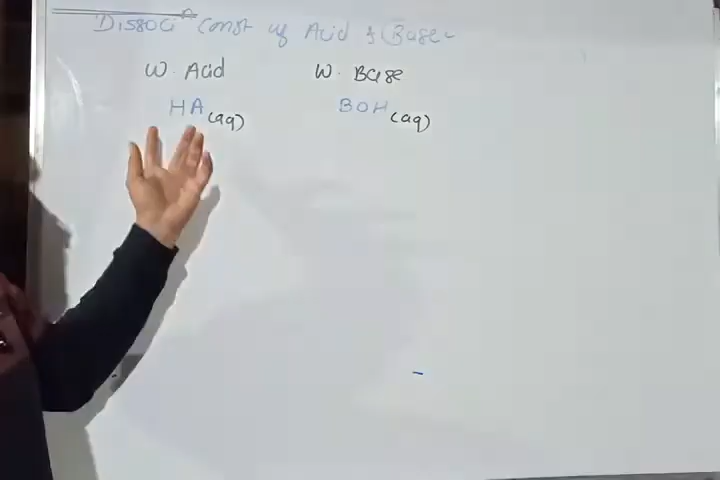 Dissoci^n Const of Acid & Base -
W. Acid W. Base
HA(aq) BOH(aq)